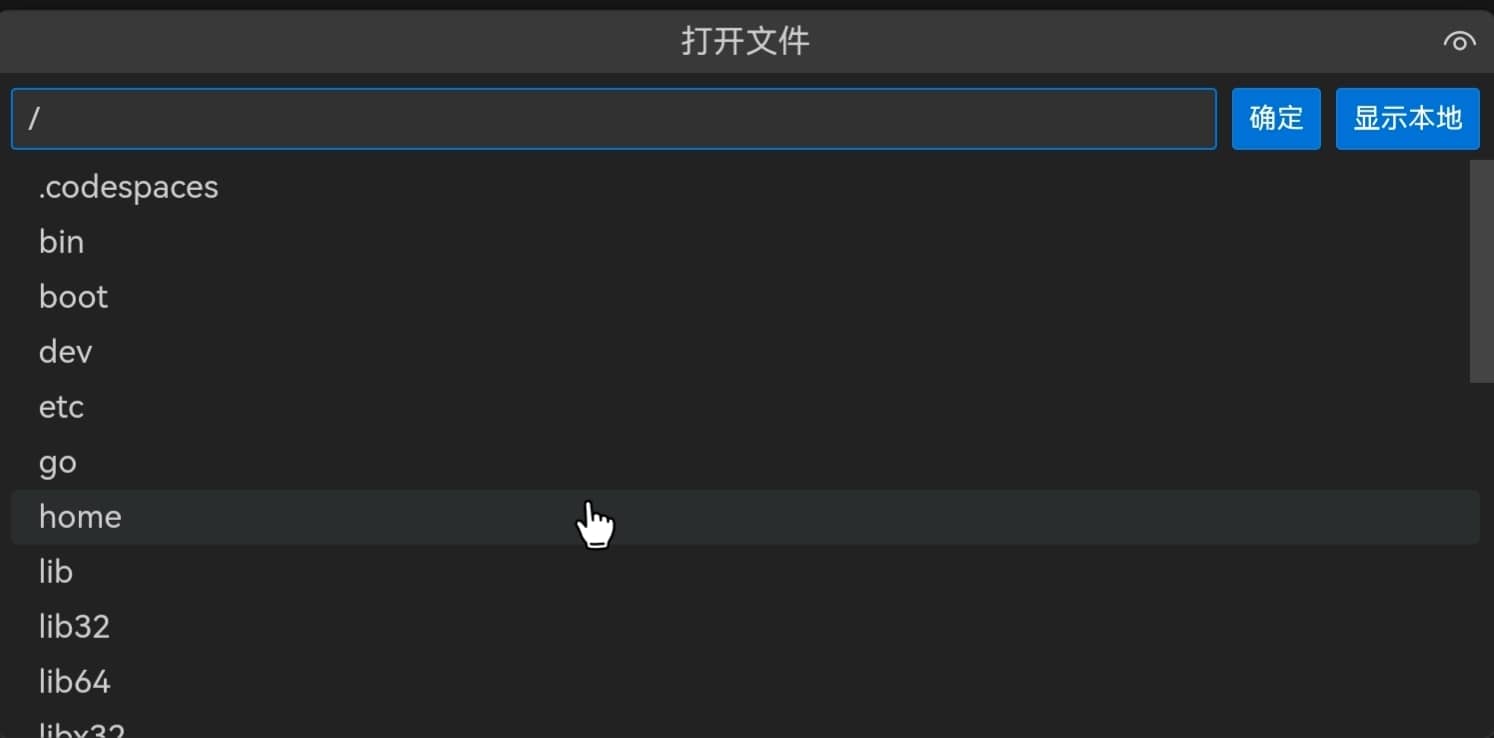 打开文件
/
确定 显示本地
.codespaces
bin
boot
dev
etc
go
home
lib
lib32
lib64
libx32